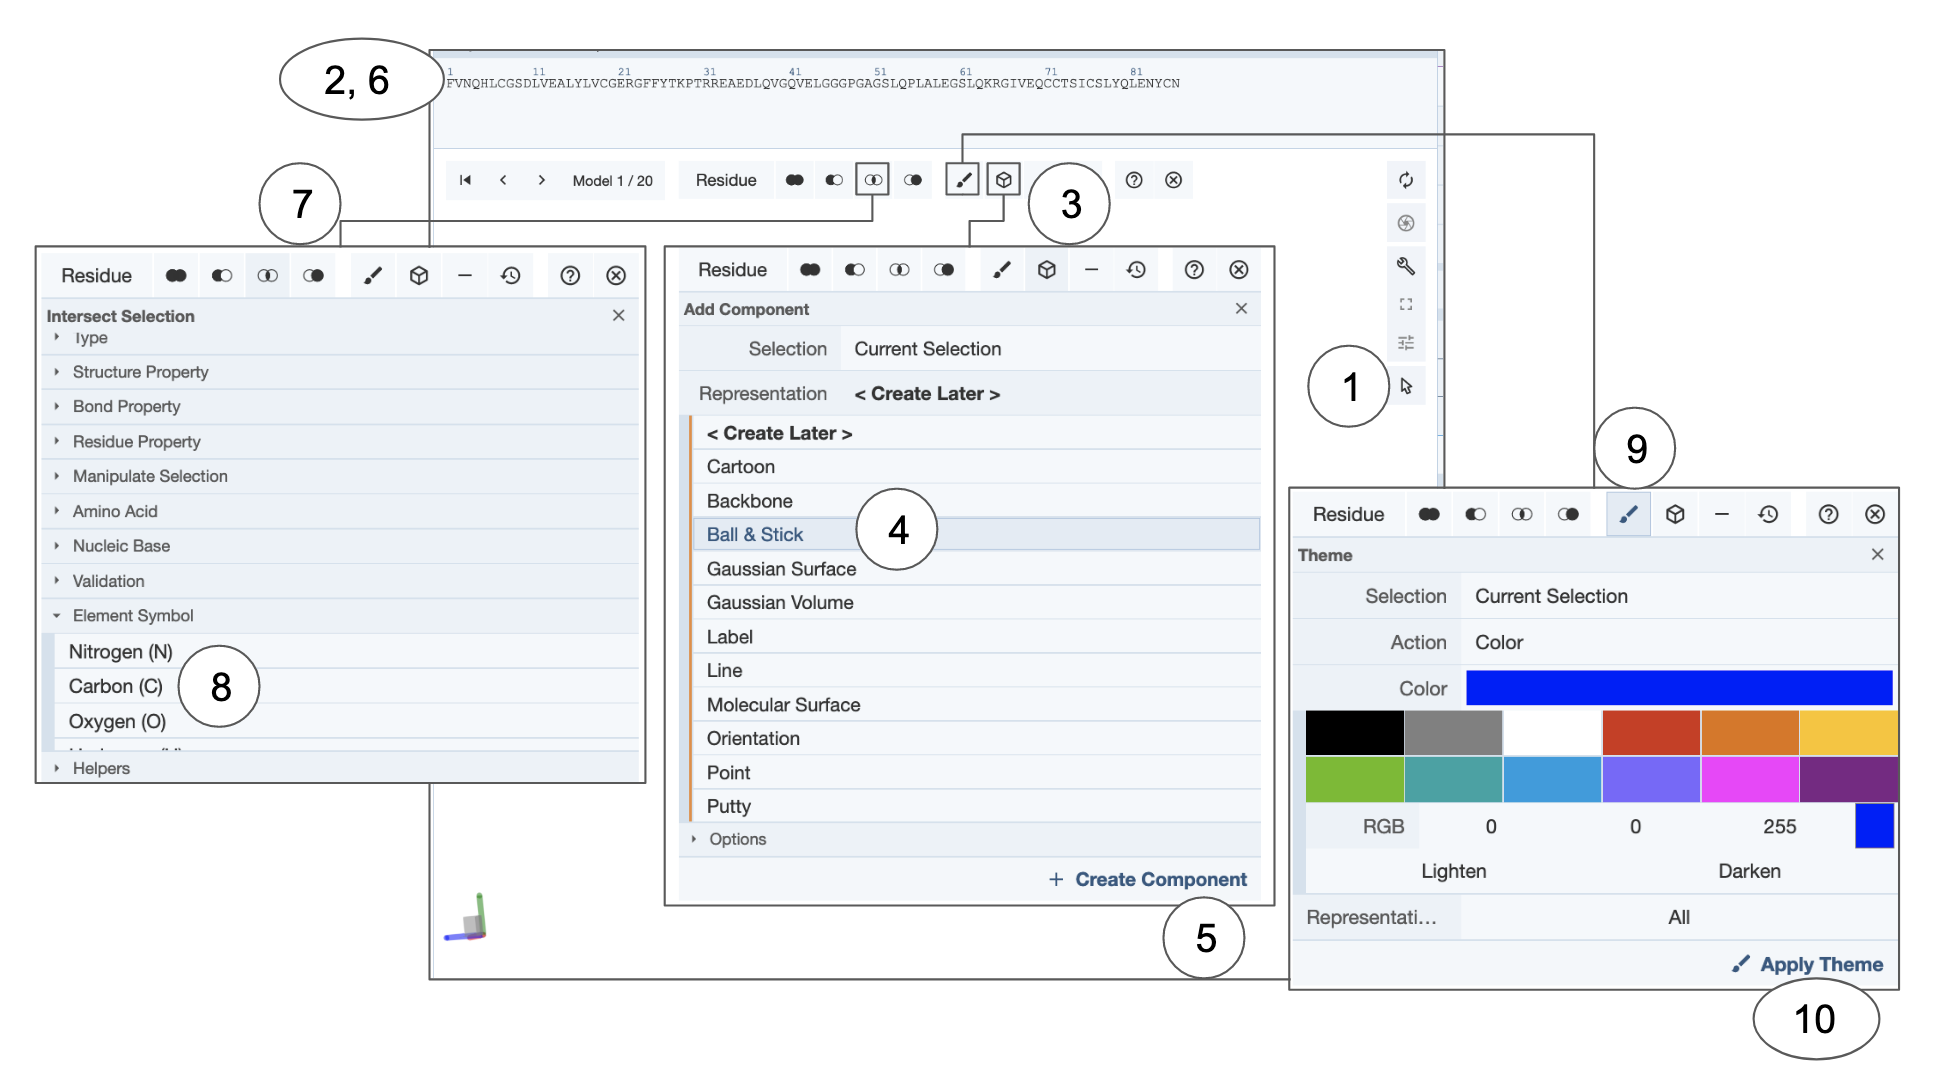 2, 6
1 11 21 31 41 51 61 71 81
FVNQHLCGSDLVEALYLVCGERGFFYTKPTRREAEDLQVGQVELGGGPGAGSLQPLALEGSLQKRGIVEQCCTSICSLYQLENYCN
Model 1 / 20
Residue
7
3
1
9
Residue
Intersect Selection
Type
Structure Property
Bond Property
Residue Property
Manipulate Selection
Amino Acid
Nucleic Base
Validation
Element Symbol
Nitrogen (N)
Carbon (C)
8
Oxygen (O)
Helpers
Residue
Add Component
Selection Current Selection
Representation < Create Later >
< Create Later >
Cartoon
Backbone
Ball & Stick
4
Gaussian Surface
Gaussian Volume
Label
Line
Molecular Surface
Orientation
Point
Putty
Options
+ Create Component
5
Residue
Theme
Selection Current Selection
Action Color
Color
RGB 0 0 255
Lighten Darken
Representati... All
Apply Theme
10